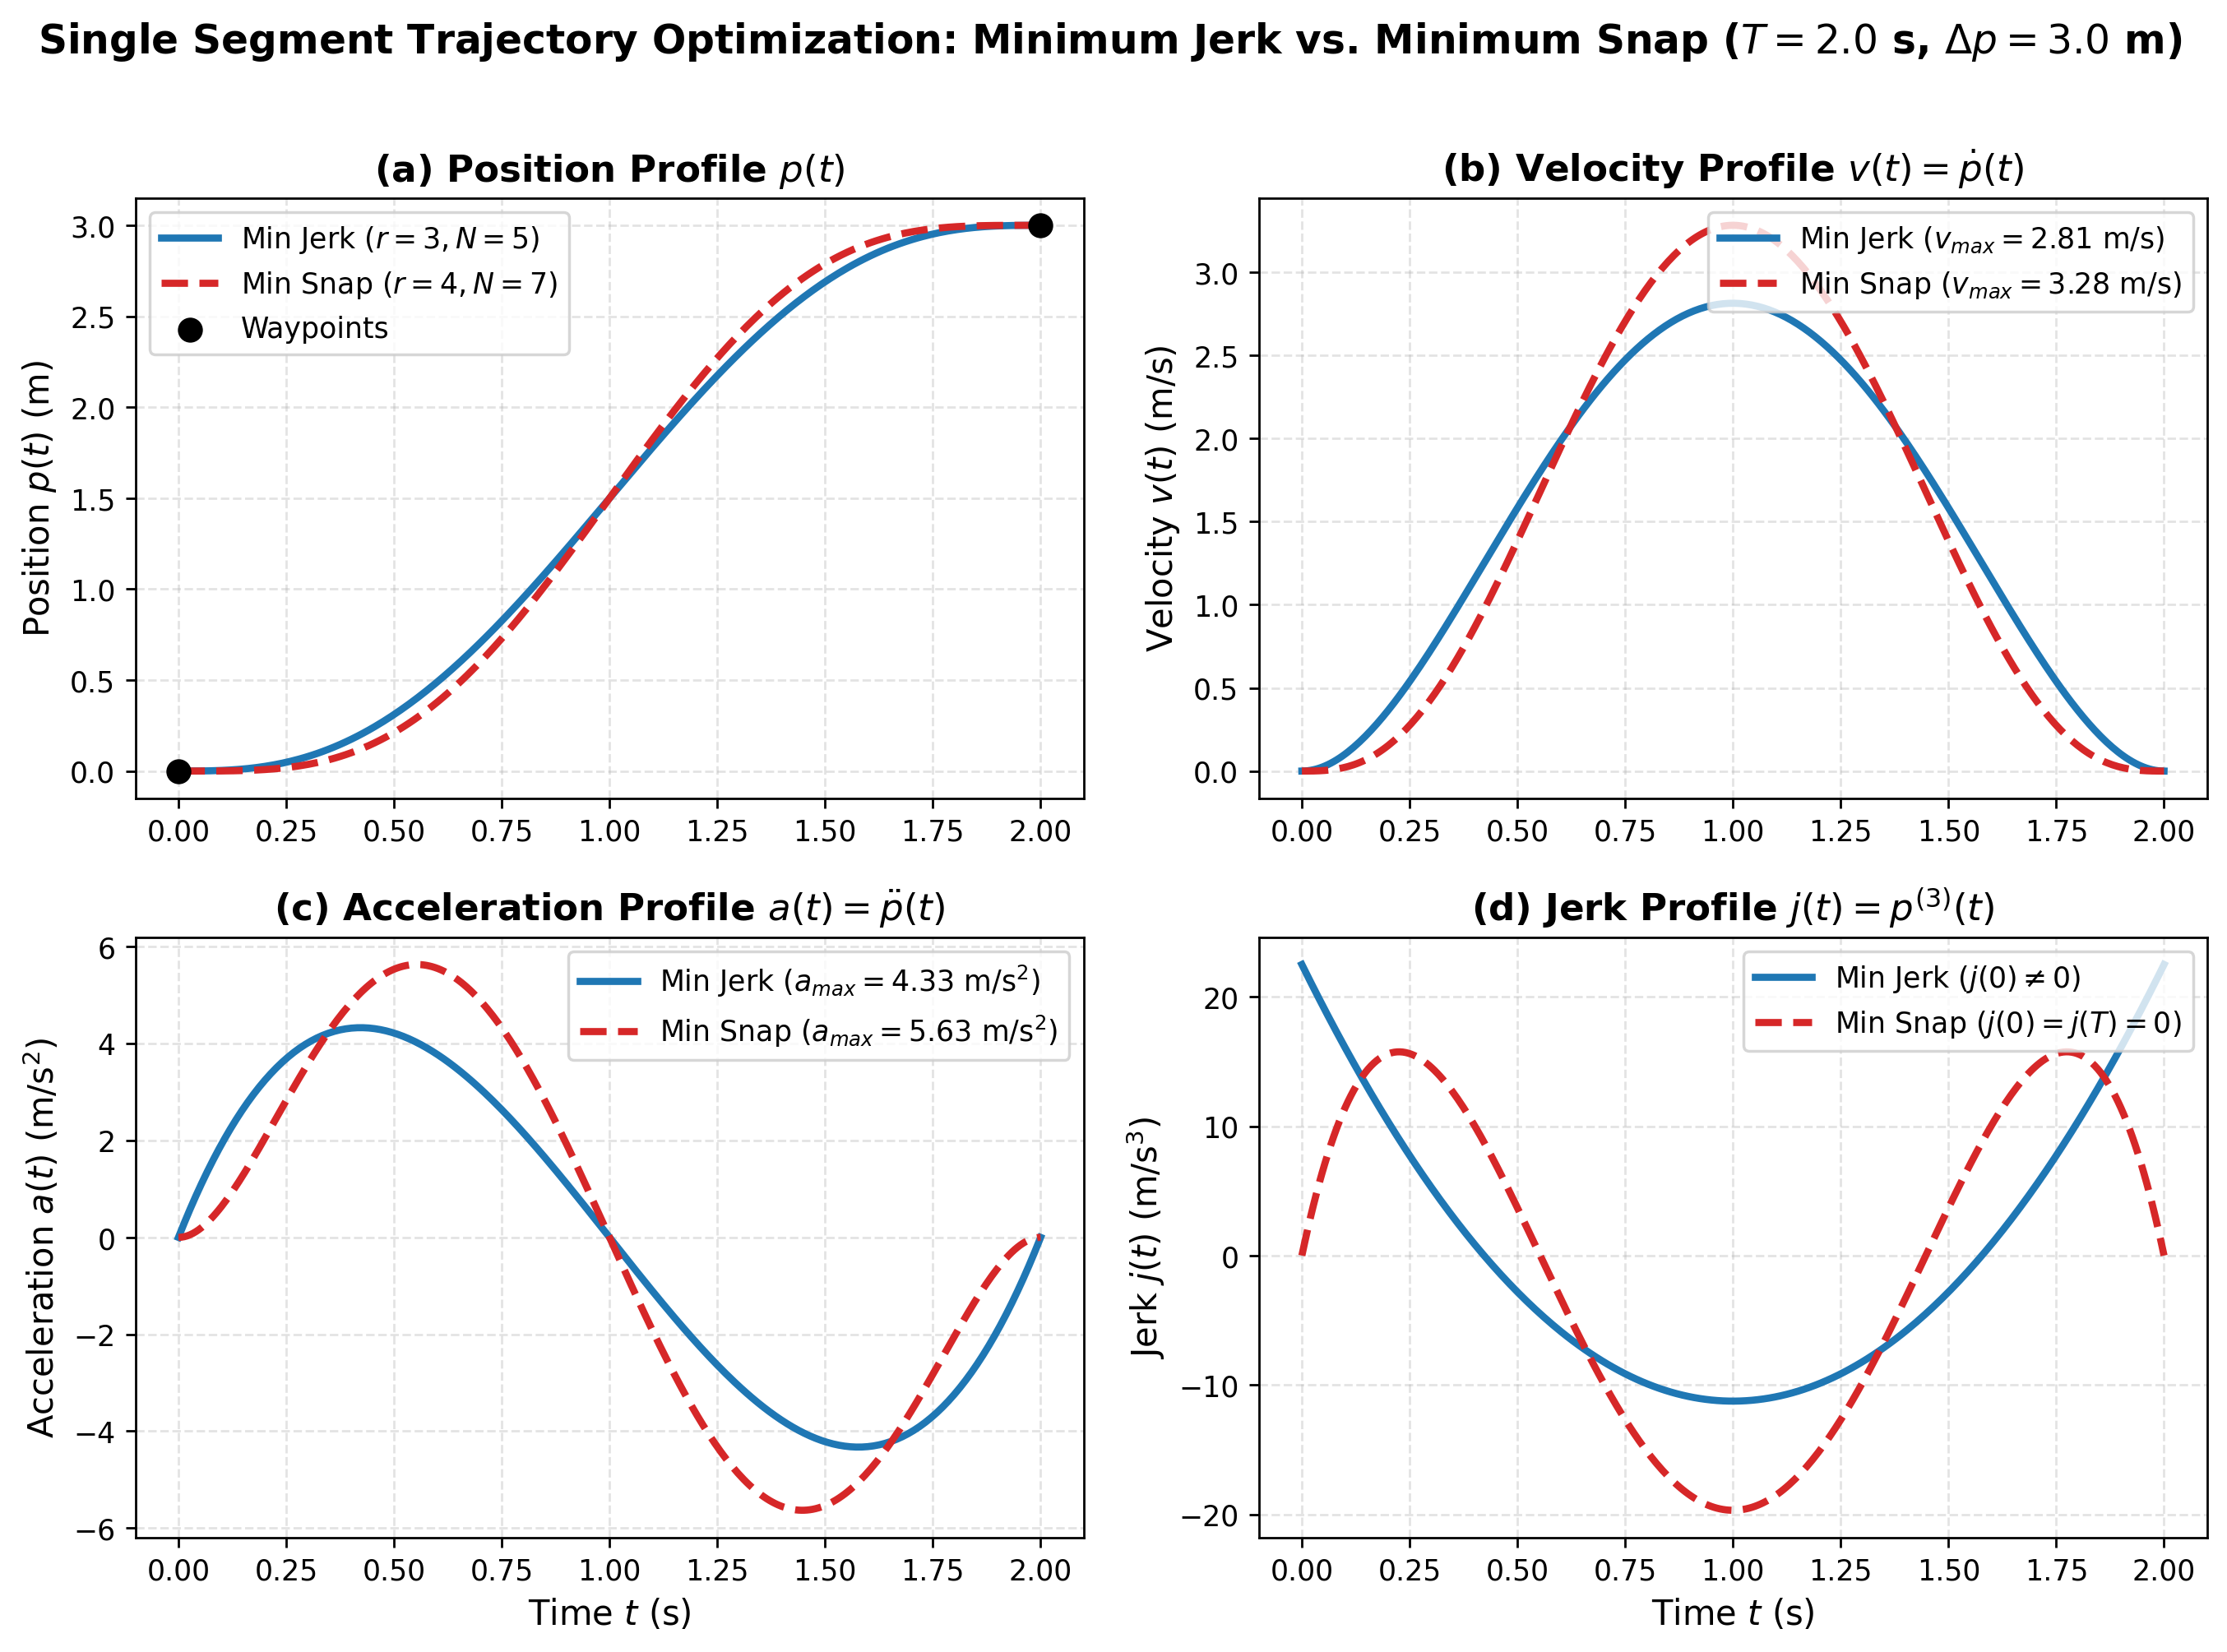 Single Segment Trajectory Optimization: Minimum Jerk vs. Minimum Snap (T = 2.0 s, Δp = 3.0 m)
(a) Position Profile p(t)
Position p(t) (m)
3.0
2.5
2.0
1.5
1.0
0.5
0.0
Min Jerk (r = 3, N = 5)
Min Snap (r = 4, N = 7)
Waypoints
0.00 0.25 0.50 0.75 1.00 1.25 1.50 1.75 2.00
(b) Velocity Profile v(t) = ṗ(t)
Velocity v(t) (m/s)
3.0
2.5
2.0
1.5
1.0
0.5
0.0
Min Jerk (v_max = 2.81 m/s)
Min Snap (v_max = 3.28 m/s)
0.00 0.25 0.50 0.75 1.00 1.25 1.50 1.75 2.00
(c) Acceleration Profile a(t) = p̈(t)
Acceleration a(t) (m/s²)
6
4
2
0
−2
−4
−6
Min Jerk (a_max = 4.33 m/s²)
Min Snap (a_max = 5.63 m/s²)
0.00 0.25 0.50 0.75 1.00 1.25 1.50 1.75 2.00
Time t (s)
(d) Jerk Profile j(t) = p⁽³⁾(t)
Jerk j(t) (m/s³)
20
10
0
−10
−20
Min Jerk (j(0) ≠ 0)
Min Snap (j(0) = j(T) = 0)
0.00 0.25 0.50 0.75 1.00 1.25 1.50 1.75 2.00
Time t (s)